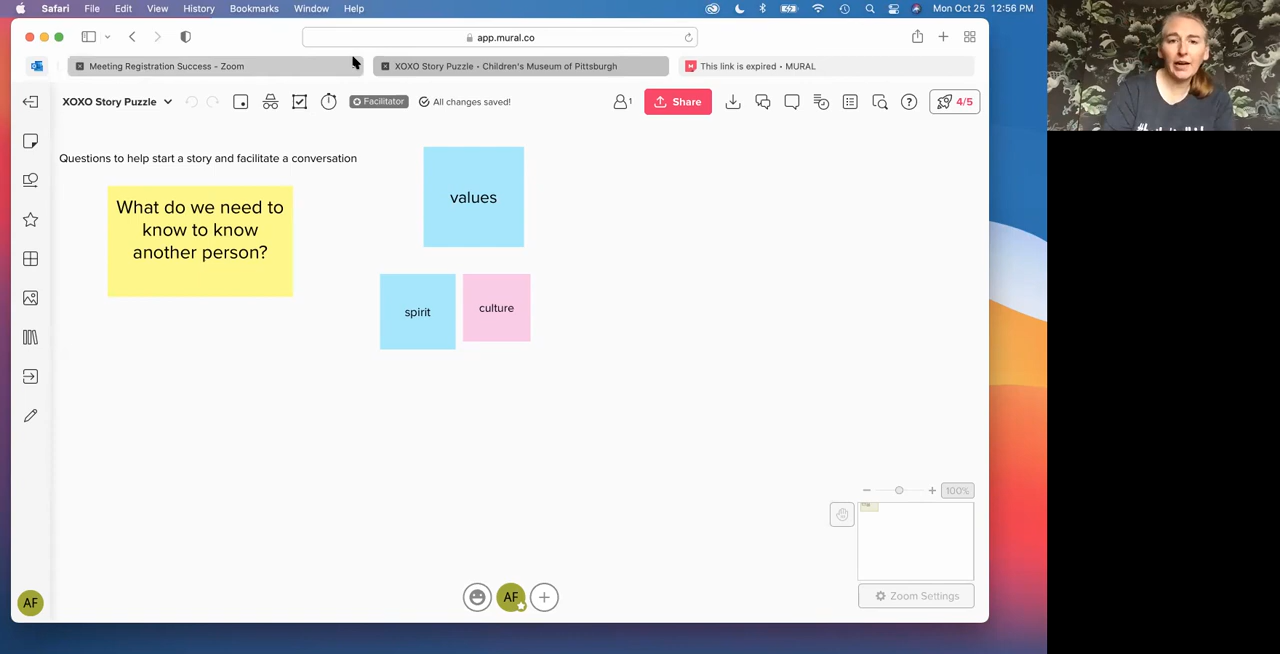 Safari File Edit View History Bookmarks Window Help Mon Oct 25 12:56 PM
app.mural.co
Meeting Registration Success - Zoom
XOXO Story Puzzle • Children's Museum of Pittsburgh
This link is expired • MURAL
XOXO Story Puzzle
Facilitator
All changes saved!
1
Share
4/5
Questions to help start a story and facilitate a conversation
What do we need to
know to know
another person?
values
spirit
culture
100%
Zoom Settings
AF
AF